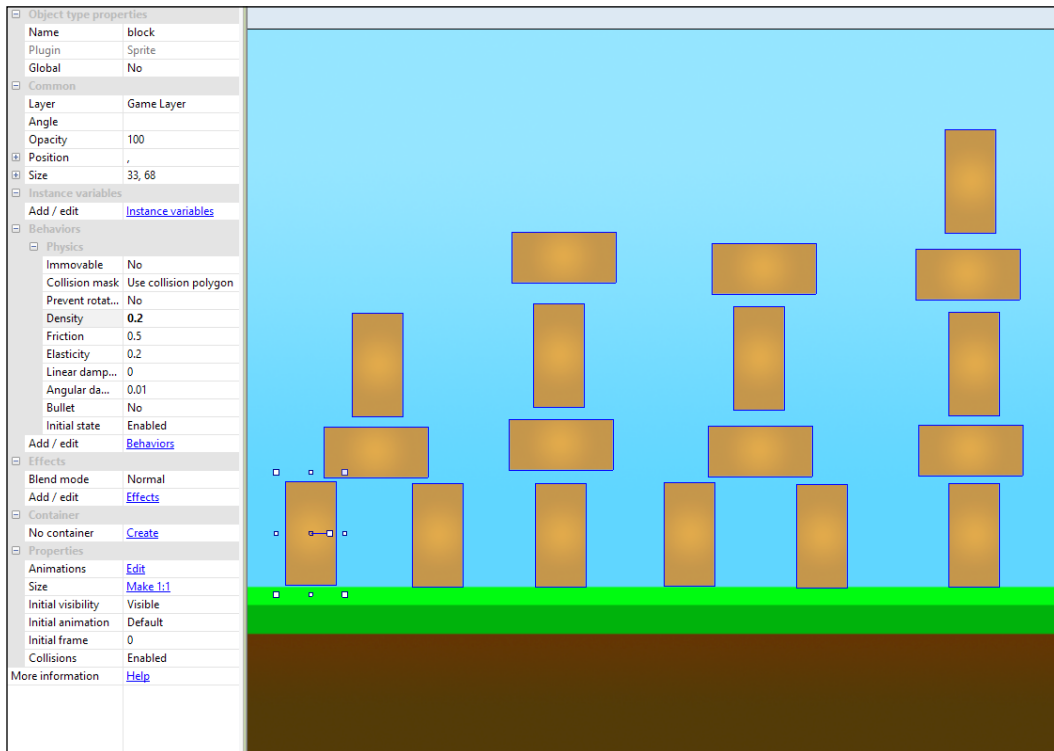 Object type properties
Name block
Plugin Sprite
Global No
Common
Layer Game Layer
Angle
Opacity 100
Position ,
Size 33, 68
Instance variables
Add / edit Instance variables
Behaviors
Physics
Immovable No
Collision mask Use collision polygon
Prevent rotat... No
Density 0.2
Friction 0.5
Elasticity 0.2
Linear damp... 0
Angular da... 0.01
Bullet No
Initial state Enabled
Add / edit Behaviors
Effects
Blend mode Normal
Add / edit Effects
Container
No container Create
Properties
Animations Edit
Size Make 1:1
Initial visibility Visible
Initial animation Default
Initial frame 0
Collisions Enabled
More information Help